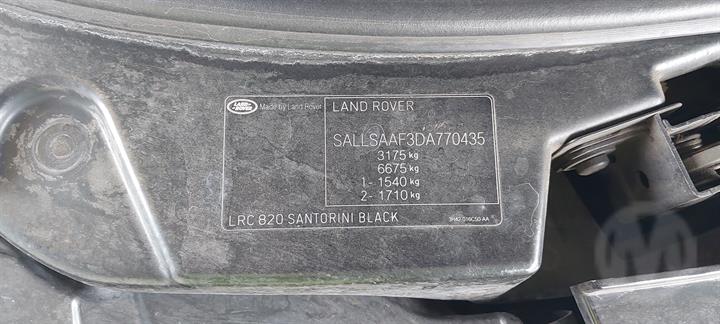 LAND ROVER
Made by Land Rover
LAND ROVER
SALLSAAF3DA770435
3175 kg
6675 kg
1- 1540 kg
2- 1710 kg
LRC 820 SANTORINI BLACK